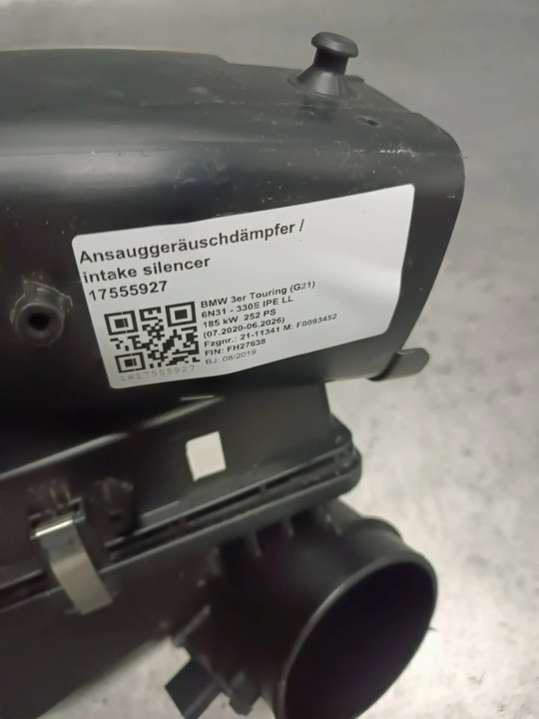 Ansauggeräuschdämpfer /
intake silencer
17555927
BMW 3er Touring (G21)
6N31 - 330E IPE LL
185 kW 252 PS
(07.2020-06.2026)
Fzgnr.: 21-11341 M: F0093452
FIN: FH27638
BJ: 08/2019
LW17555927